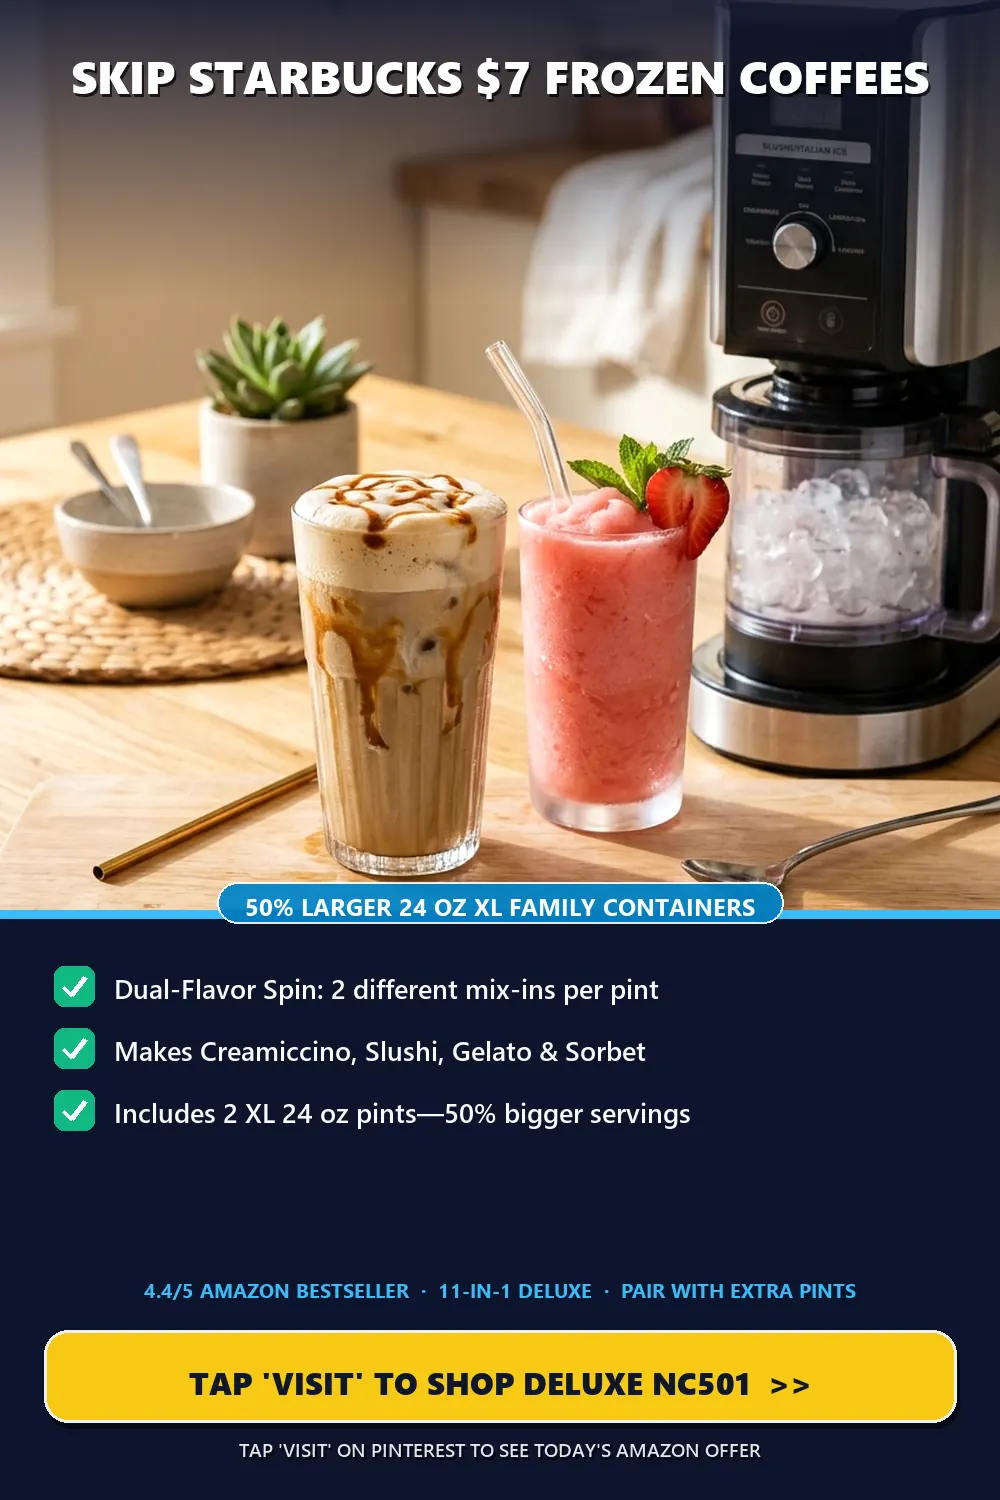 SKIP STARBUCKS $7 FROZEN COFFEES
SLUSHI/ITALIAN ICE
50% LARGER 24 OZ XL FAMILY CONTAINERS
Dual-Flavor Spin: 2 different mix-ins per pint
Makes Creamiccino, Slushi, Gelato & Sorbet
Includes 2 XL 24 oz pints—50% bigger servings
4.4/5 AMAZON BESTSELLER · 11-IN-1 DELUXE · PAIR WITH EXTRA PINTS
TAP 'VISIT' TO SHOP DELUXE NC501 >>
TAP 'VISIT' ON PINTEREST TO SEE TODAY'S AMAZON OFFER